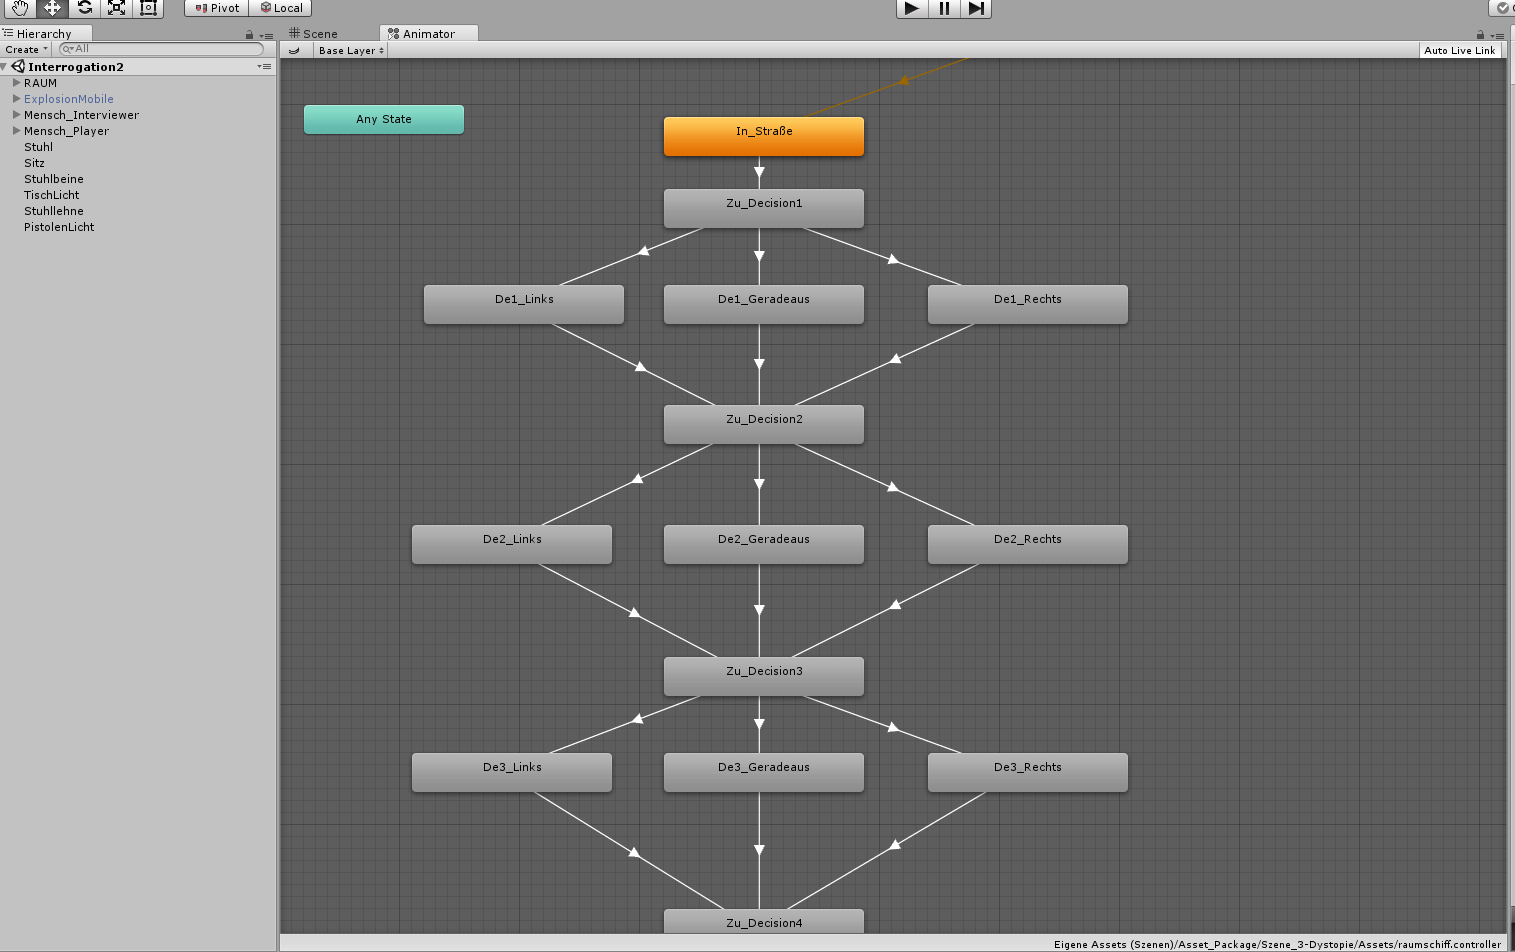 Pivot Local
Hierarchy
Create All
Interrogation2
RAUM
ExplosionMobile
Mensch_Interviewer
Mensch_Player
Stuhl
Sitz
Stuhlbeine
TischLicht
Stuhllehne
PistolenLicht
Scene Animator
Base Layer Auto Live Link
Any State
In_Straße
Zu_Decision1
De1_Links De1_Geradeaus De1_Rechts
Zu_Decision2
De2_Links De2_Geradeaus De2_Rechts
Zu_Decision3
De3_Links De3_Geradeaus De3_Rechts
Zu_Decision4
Eigene Assets (Szenen)/Asset_Package/Szene_3-Dystopie/Assets/raumschiff.controller